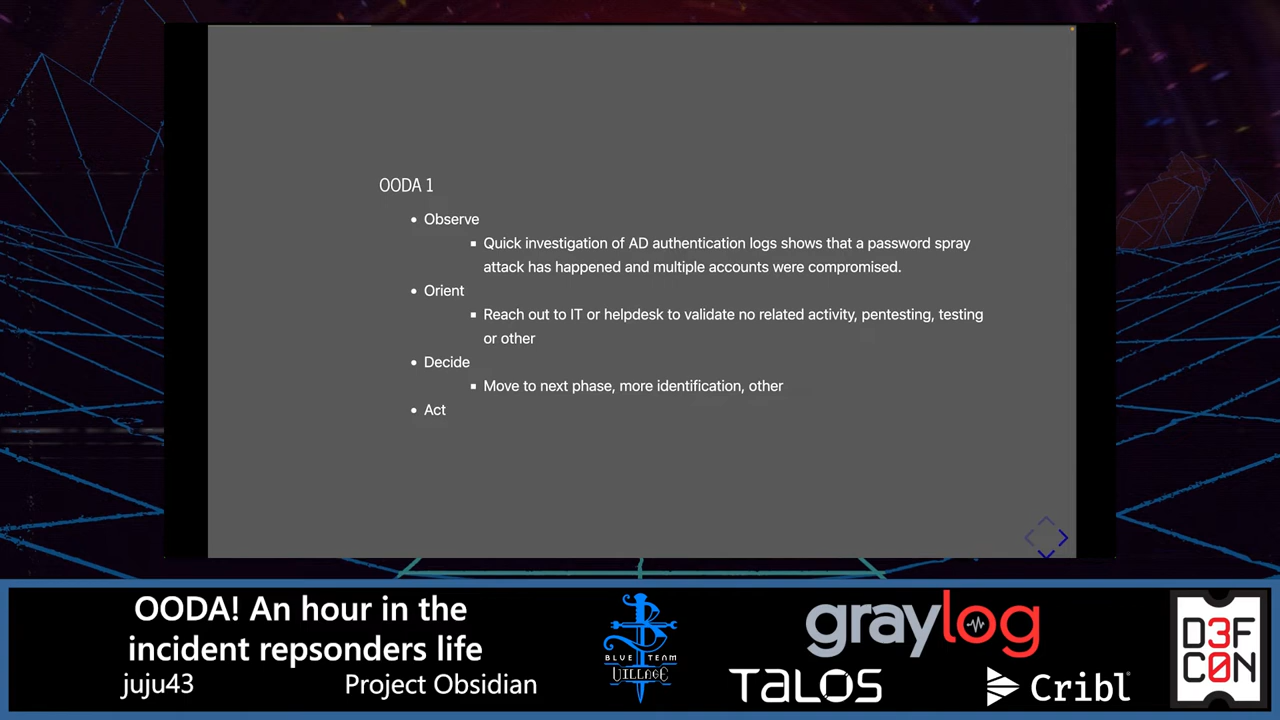 OODA 1
Observe
Quick investigation of AD authentication logs shows that a password spray
attack has happened and multiple accounts were compromised.
Orient
Reach out to IT or helpdesk to validate no related activity, pentesting, testing
or other
Decide
Move to next phase, more identification, other
Act
OODA! An hour in the
incident repsonders life
juju43
Project Obsidian
BLUE TEAM
VILLAGE
graylog
TALOS
Cribl
D3F
C0N